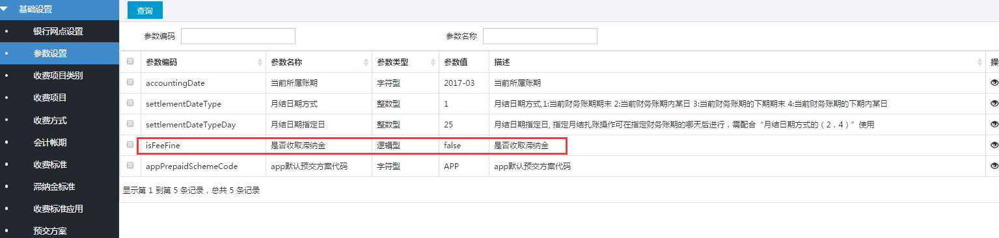 基础设置
银行网点设置
参数设置
收费项目类别
收费项目
收费方式
会计帐期
收费标准
滞纳金标准
收费标准应用
预交方案
查询
参数编码 参数名称
参数编码 参数名称 参数类型 参数值 描述 操
accountingDate 当前所属账期 字符型 2017-03 当前所属账期
settlementDateType 月结日期方式 整数型 1 月结日期方式,1:当前财务账期期末 2:当前财务账期内某日 3:当前财务账期的下期期末 4:当前财务账期的下期内某日
settlementDateTypeDay 月结日期指定日 整数型 25 月结日期指定日, 指定月结扎账操作可在指定财务账期的哪天后进行，需配合“月结日期方式的（2，4）”使用
isFeeFine 是否收取滞纳金 逻辑型 false 是否收取滞纳金
appPrepaidSchemeCode app默认预交方案代码 字符型 APP app默认预交方案代码
显示第 1 到第 5 条记录，总共 5 条记录